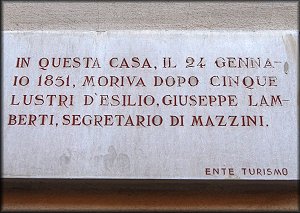 IN QUESTA CASA, IL 24 GENNA-
IO 1851, MORIVA DOPO CINQUE
LUSTRI D'ESILIO, GIUSEPPE LAM-
BERTI, SEGRETARIO DI MAZZINI.
ENTE TURISMO